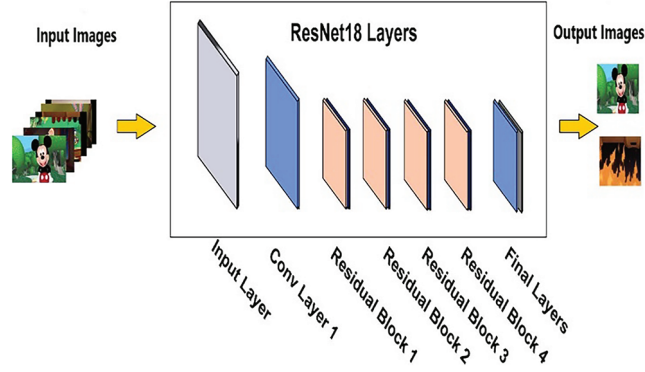 Input Images
ResNet18 Layers
Output Images
Input Layer
Conv Layer 1
Residual Block 1
Residual Block 2
Residual Block 3
Residual Block 4
Final Layers